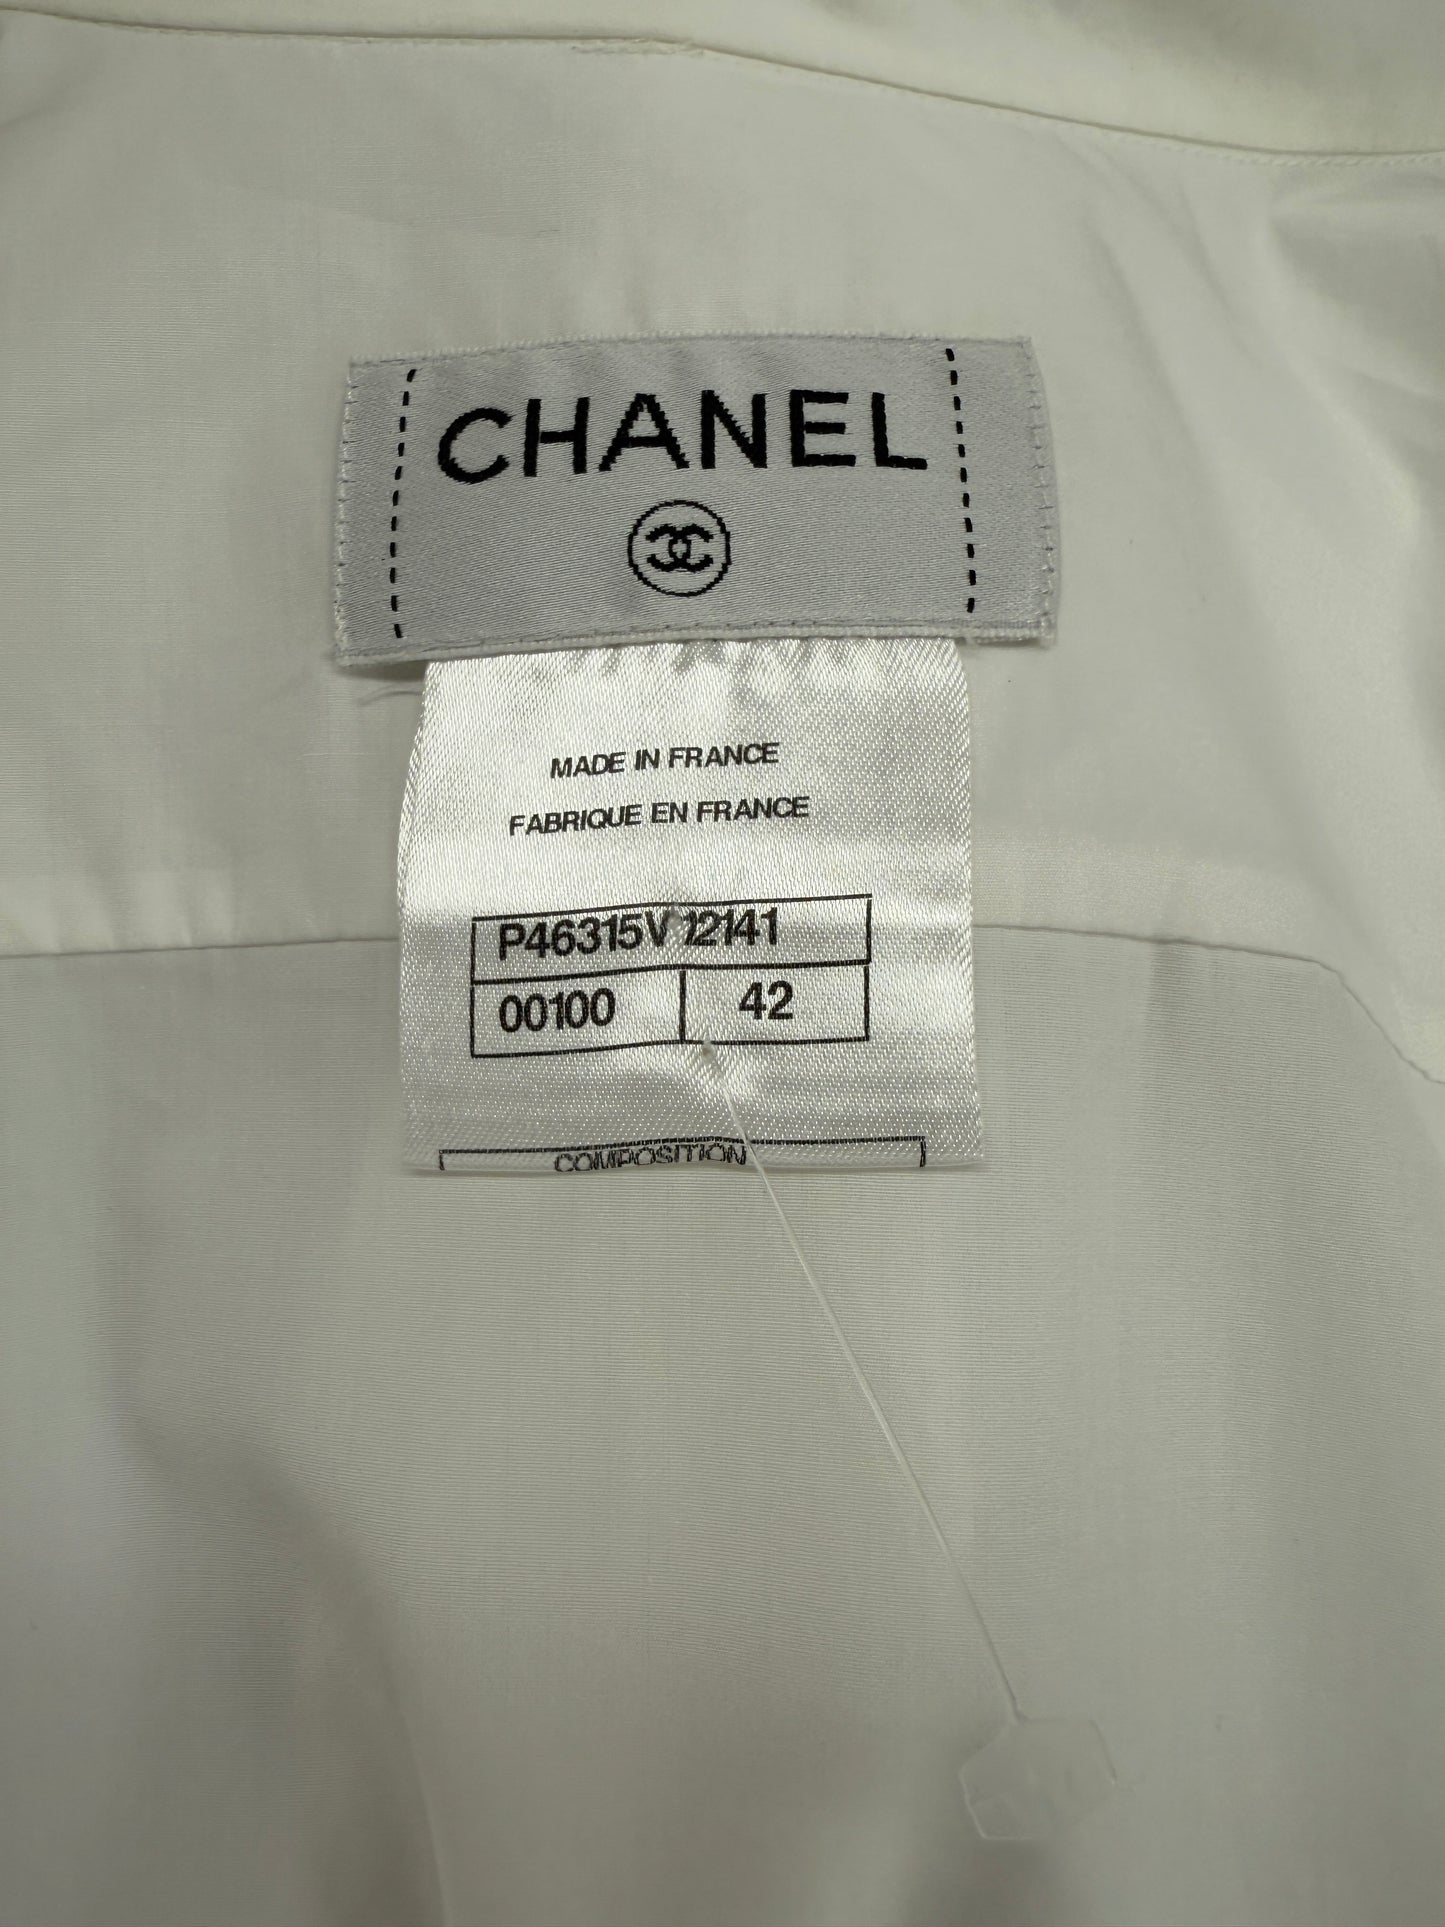 CHANEL
MADE IN FRANCE
FABRIQUE EN FRANCE
P46315V12141
00100 42
COMPOSITION